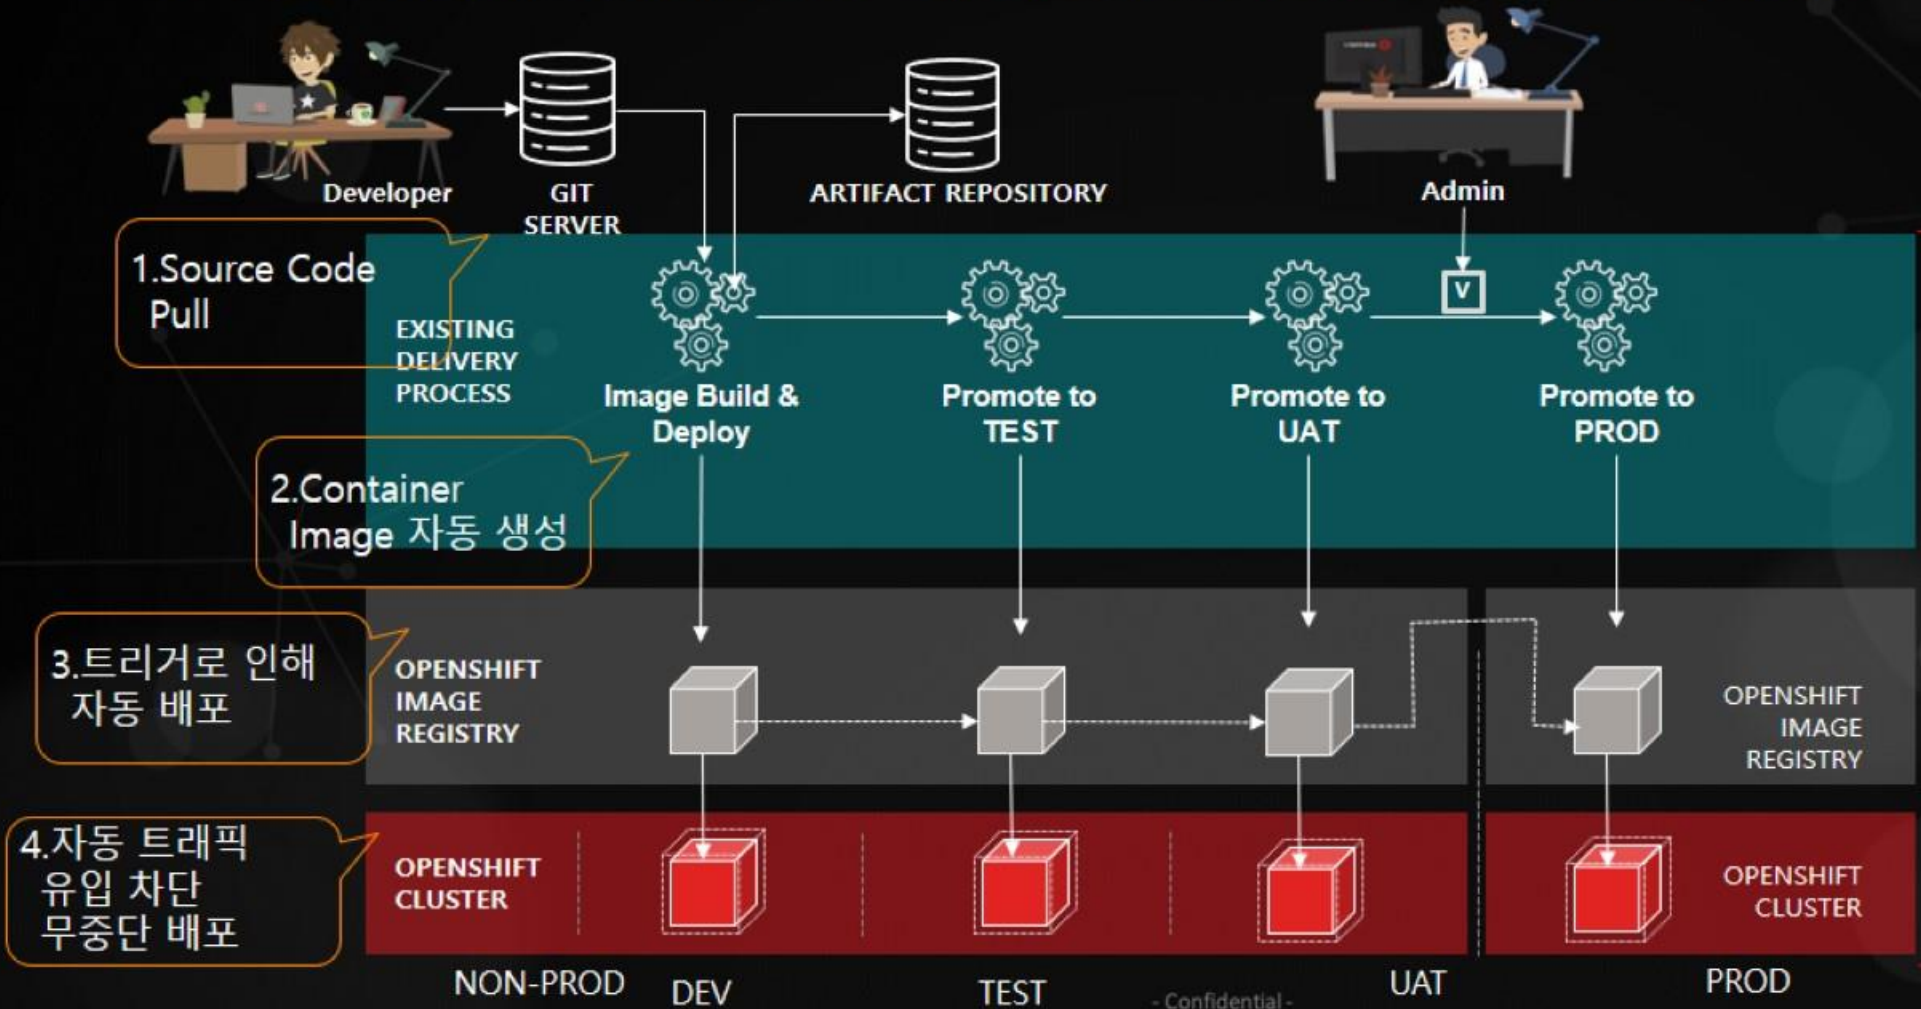 Developer
GIT
SERVER
ARTIFACT REPOSITORY
Admin
1.Source Code
Pull
V
EXISTING
DELIVERY
PROCESS
Image Build &
Deploy
Promote to
TEST
Promote to
UAT
Promote to
PROD
2.Container
Image 자동 생성
3.트리거로 인해
자동 배포
OPENSHIFT
IMAGE
REGISTRY
OPENSHIFT
IMAGE
REGISTRY
4.자동 트래픽
유입 차단
무중단 배포
OPENSHIFT
CLUSTER
OPENSHIFT
CLUSTER
NON-PROD
DEV
TEST
UAT
PROD
- Confidential -